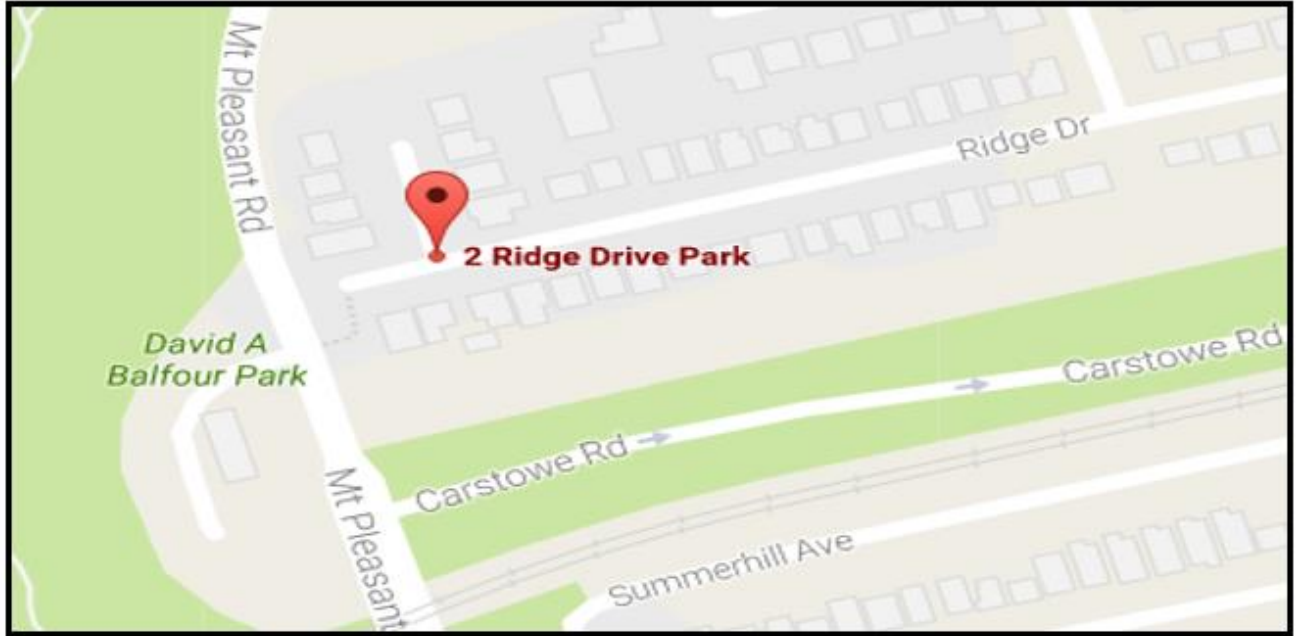 Mt Pleasant Rd
Ridge Dr
2 Ridge Drive Park
David A
Balfour Park
Carstowe Rd
Carstowe Rd
Mt Pleasant
Summerhill Ave